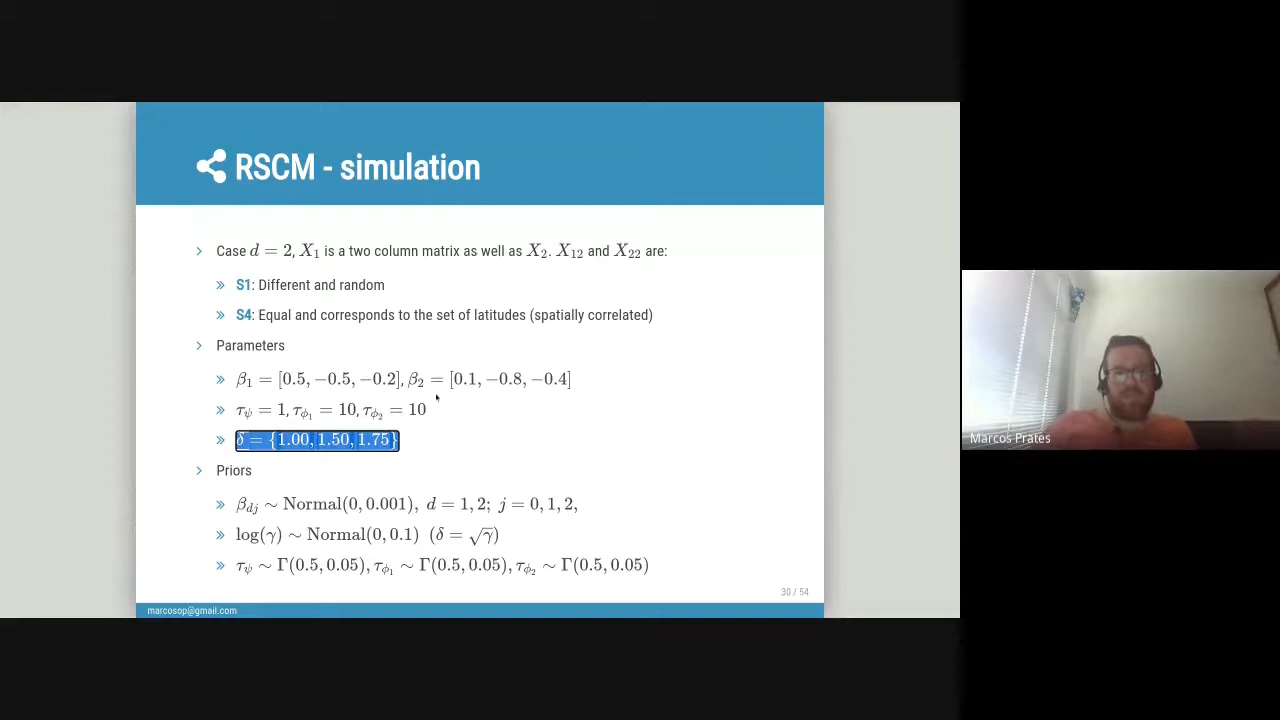 RSCM - simulation
Case d = 2, X₁ is a two column matrix as well as X₂. X₁₂ and X₂₂ are:
S1: Different and random
S4: Equal and corresponds to the set of latitudes (spatially correlated)
Parameters
β₁ = [0.5, −0.5, −0.2], β₂ = [0.1, −0.8, −0.4]
τ_ψ = 1, τ_ϕ₁ = 10, τ_ϕ₂ = 10
δ = {1.00, 1.50, 1.75}
Priors
β_dj ∼ Normal(0, 0.001), d = 1, 2; j = 0, 1, 2,
log(γ) ∼ Normal(0, 0.1) (δ = √γ)
τ_ψ ∼ Γ(0.5, 0.05), τ_ϕ₁ ∼ Γ(0.5, 0.05), τ_ϕ₂ ∼ Γ(0.5, 0.05)
30 / 54
marcosop@gmail.com
Marcos Prates